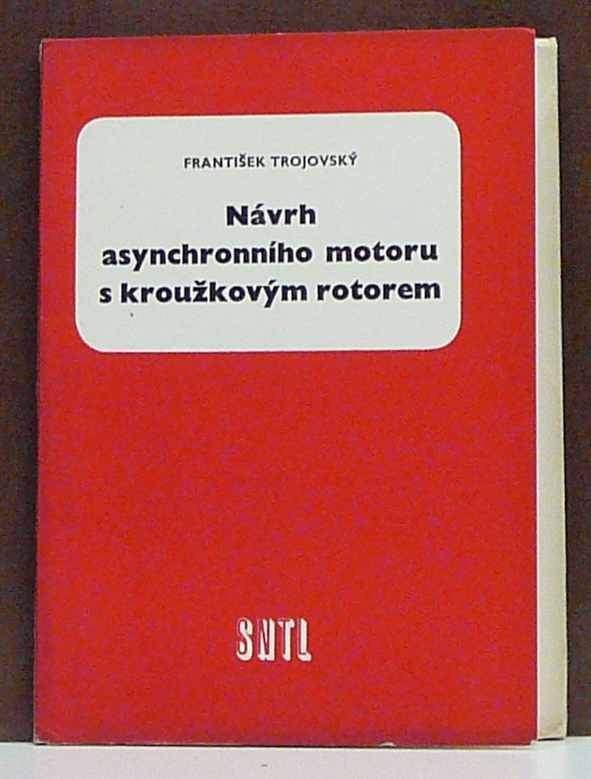 FRANTIŠEK TROJOVSKÝ
Návrh
asynchronního motoru
s kroužkovým rotorem
SNTL